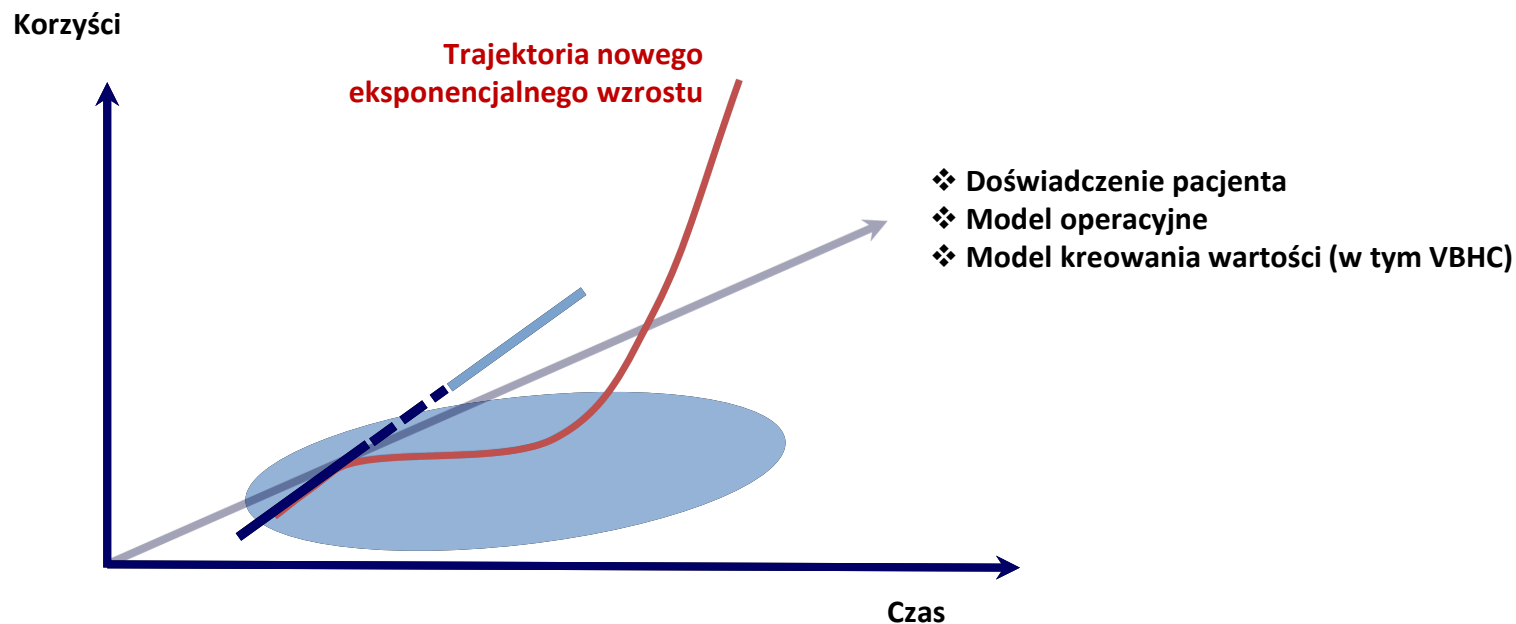 Korzyści
Trajektoria nowego
eksponencjalnego wzrostu
❖ Doświadczenie pacjenta
❖ Model operacyjne
❖ Model kreowania wartości (w tym VBHC)
Czas